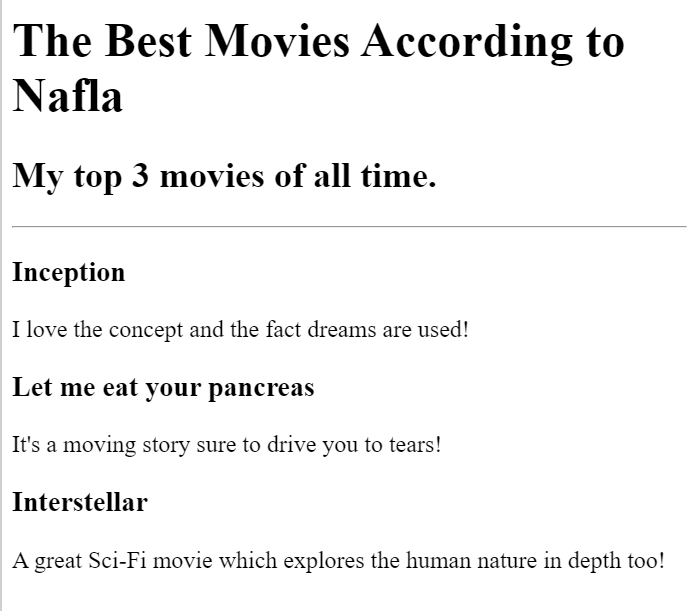 The Best Movies According to
Nafla
My top 3 movies of all time.
Inception
I love the concept and the fact dreams are used!
Let me eat your pancreas
It's a moving story sure to drive you to tears!
Interstellar
A great Sci-Fi movie which explores the human nature in depth too!